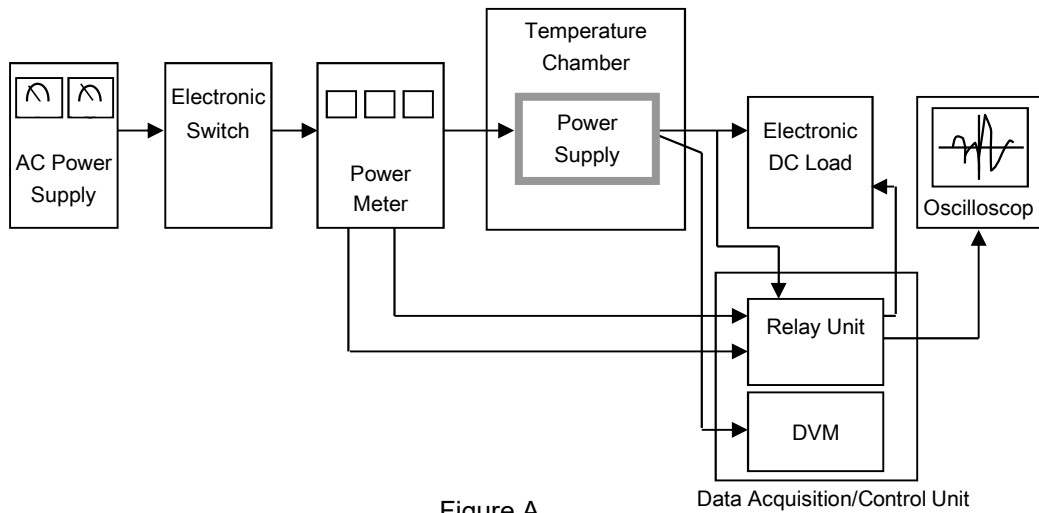 Temperature
Chamber
AC Power
Supply
Electronic
Switch
Power
Meter
Power
Supply
Electronic
DC Load
Oscilloscop
Relay Unit
DVM
Data Acquisition/Control Unit
Figure A